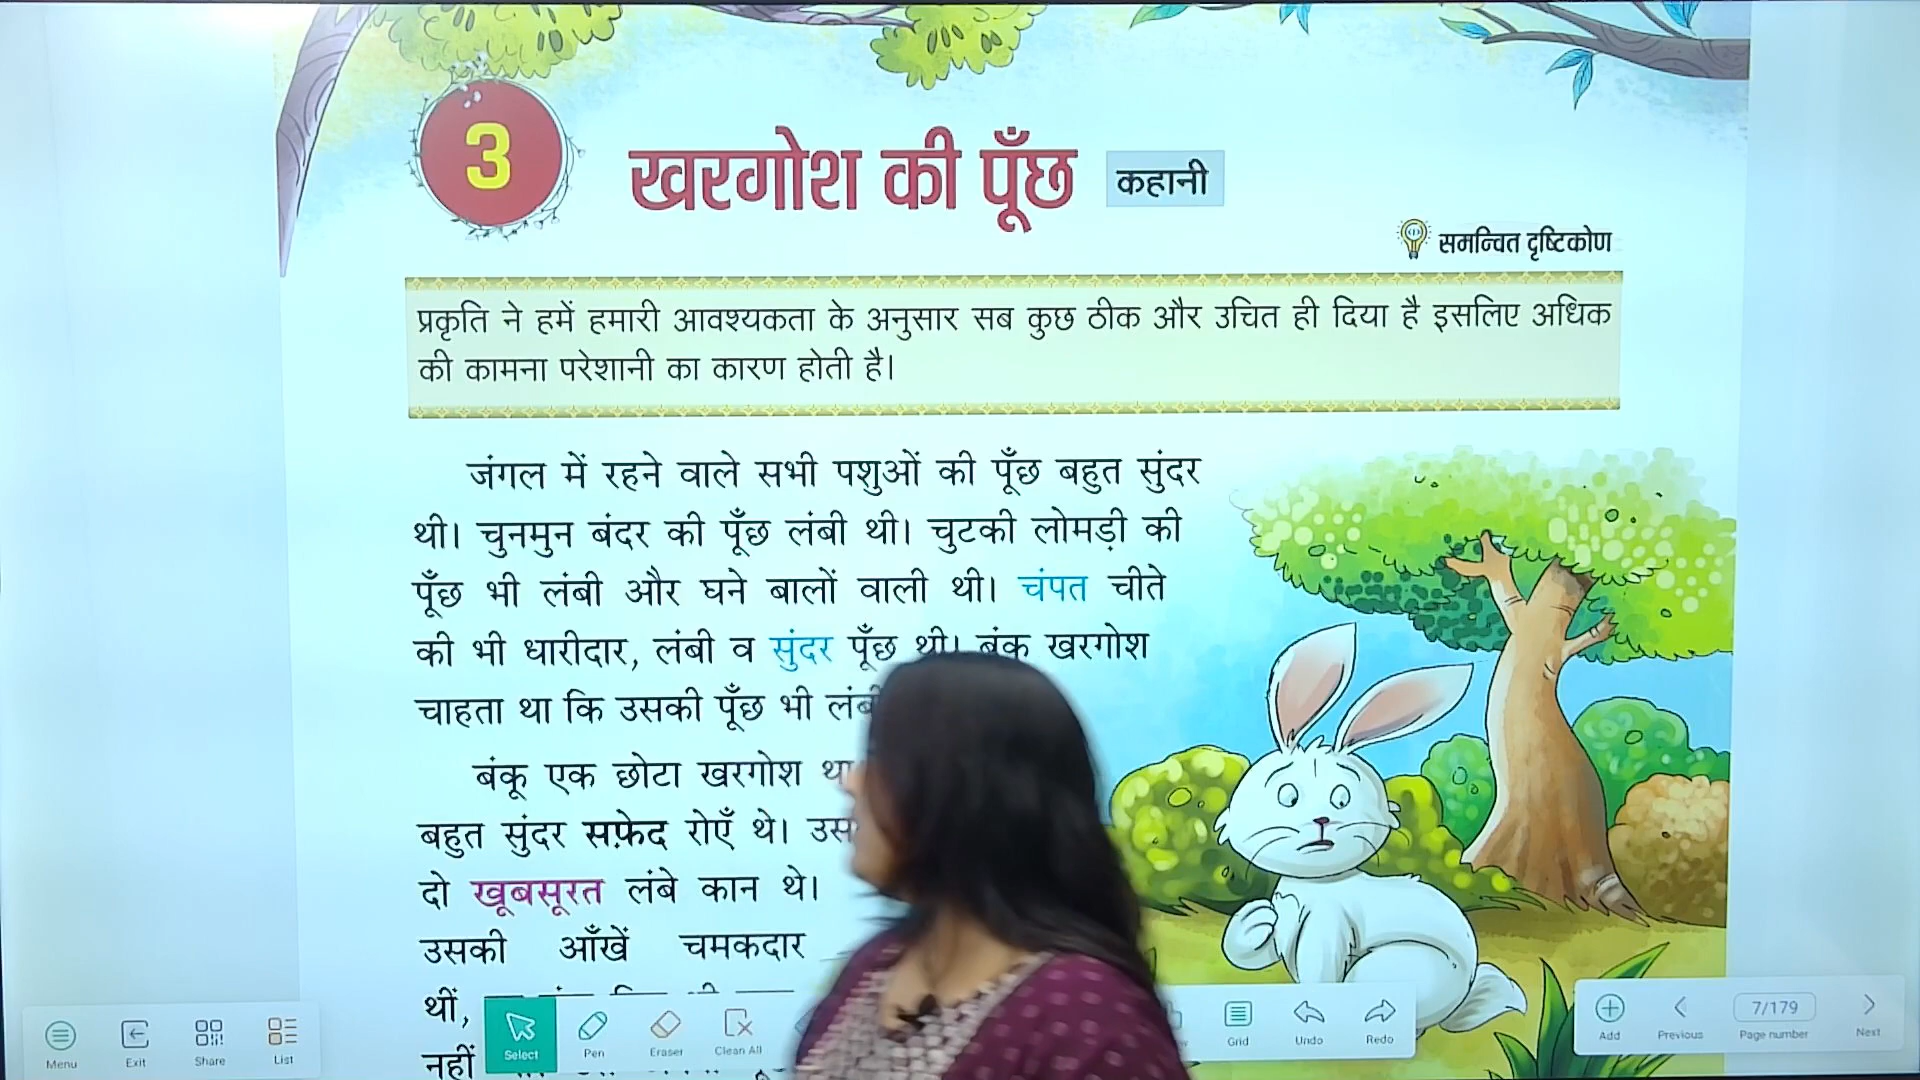 3
खरगोश की पूँछ
कहानी
समन्वित दृष्टिकोण
प्रकृति ने हमें हमारी आवश्यकता के अनुसार सब कुछ ठीक और उचित ही दिया है इसलिए अधिक
की कामना परेशानी का कारण होती है।
जंगल में रहने वाले सभी पशुओं की पूँछ बहुत सुंदर
थी। चुनमुन बंदर की पूँछ लंबी थी। चुटकी लोमड़ी की
पूँछ भी लंबी और घने बालों वाली थी। चंपत चीते
की भी धारीदार, लंबी व सुंदर पूँछ थी। बंकू खरगोश
चाहता था कि उसकी पूँछ भी
बंकू एक छोटा खरगोश
बहुत सुंदर सफ़ेद रोएँ थे।
दो खूबसूरत लंबे कान थे।
उसकी आँखें चमकदार
थीं,
नहीं
Menu
Exit
Share
List
Select
Pen
Eraser
Clean All
Grid
Undo
Redo
Add
Previous
7/179
Page number
Next